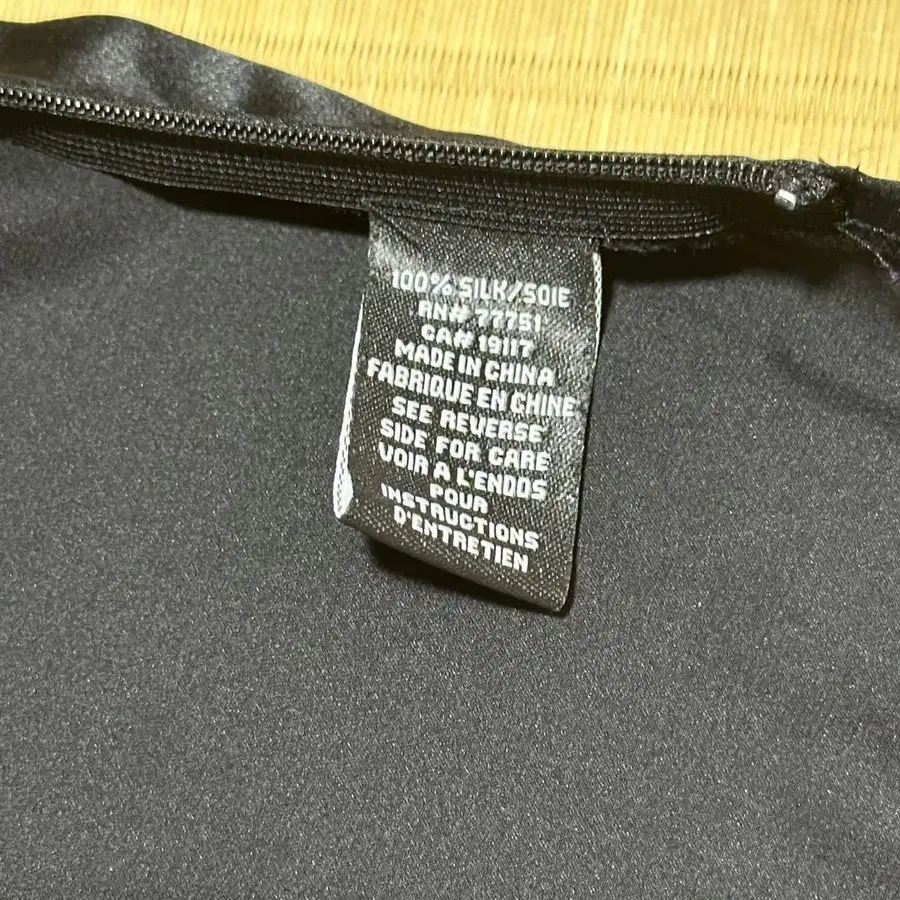 100% SILK/SOIE
RN# 77751
CA# 19117
MADE IN CHINA
FABRIQUE EN CHINE
SEE REVERSE
SIDE FOR CARE
VOIR A L'ENDOS
POUR
INSTRUCTIONS
D'ENTRETIEN